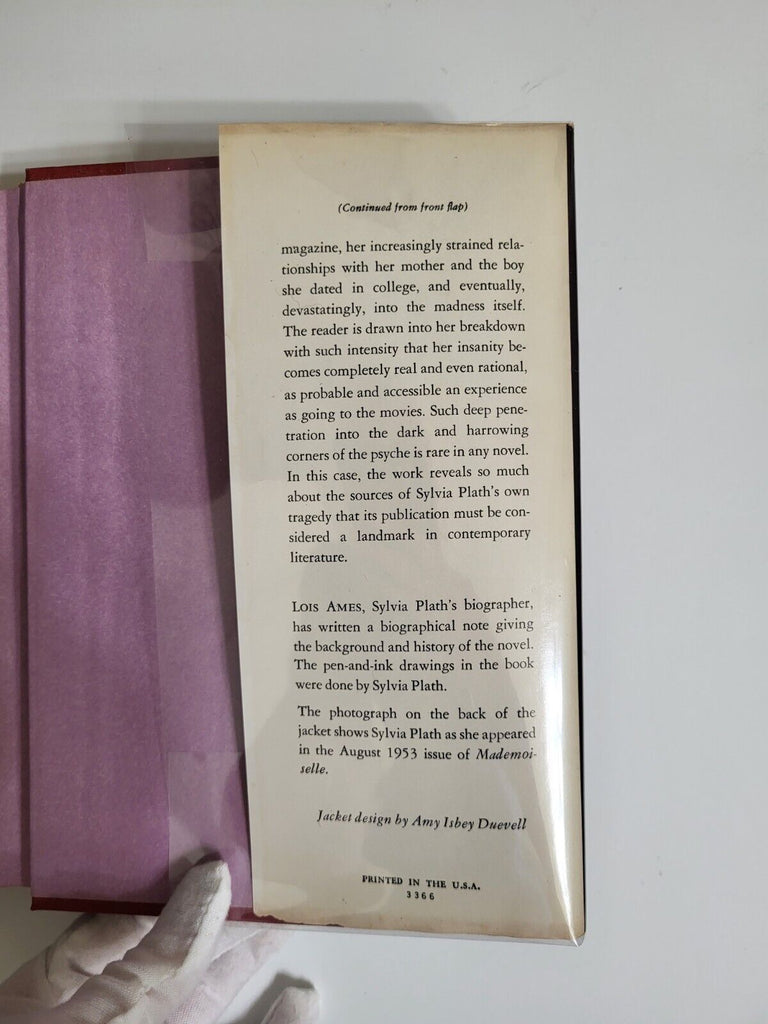 (Continued from front flap)
magazine, her increasingly strained rela-
tionships with her mother and the boy
she dated in college, and eventually,
devastatingly, into the madness itself.
The reader is drawn into her breakdown
with such intensity that her insanity be-
comes completely real and even rational,
as probable and accessible an experience
as going to the movies. Such deep pene-
tration into the dark and harrowing
corners of the psyche is rare in any novel.
In this case, the work reveals so much
about the sources of Sylvia Plath's own
tragedy that its publication must be con-
sidered a landmark in contemporary
literature.
LOIS AMES, Sylvia Plath's biographer,
has written a biographical note giving
the background and history of the novel.
The pen-and-ink drawings in the book
were done by Sylvia Plath.
The photograph on the back of the
jacket shows Sylvia Plath as she appeared
in the August 1953 issue of Mademoi-
selle.
Jacket design by Amy Isbey Duevell
PRINTED IN THE U.S.A.
3366